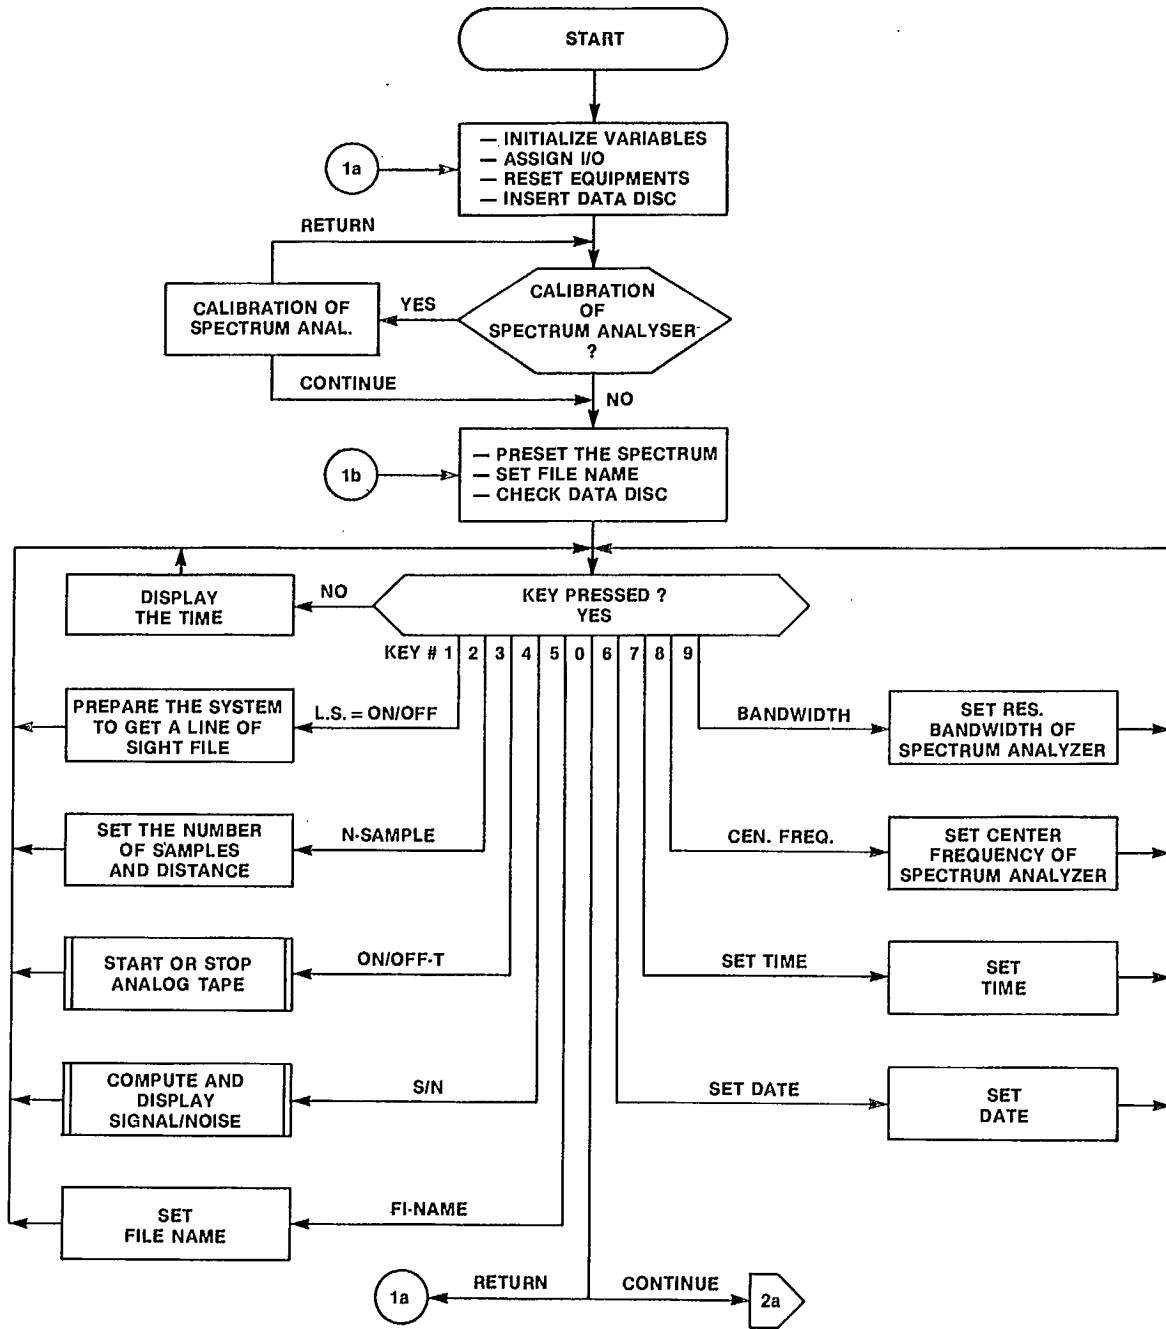 START
— INITIALIZE VARIABLES
— ASSIGN I/O
— RESET EQUIPMENTS
— INSERT DATA DISC
1a
RETURN
CALIBRATION OF
SPECTRUM ANAL.
YES
CALIBRATION
OF
SPECTRUM ANALYSER
?
CONTINUE
NO
1b
— PRESET THE SPECTRUM
— SET FILE NAME
— CHECK DATA DISC
DISPLAY
THE TIME
NO
KEY PRESSED ?
YES
KEY # 1 2 3 4 5 0 6 7 8 9
PREPARE THE SYSTEM
TO GET A LINE OF
SIGHT FILE
L.S. = ON/OFF
BANDWIDTH
SET RES.
BANDWIDTH OF
SPECTRUM ANALYZER
SET THE NUMBER
OF SAMPLES
AND DISTANCE
N-SAMPLE
CEN. FREQ.
SET CENTER
FREQUENCY OF
SPECTRUM ANALYZER
START OR STOP
ANALOG TAPE
ON/OFF-T
SET TIME
SET
TIME
COMPUTE AND
DISPLAY
SIGNAL/NOISE
S/N
SET DATE
SET
DATE
SET
FILE NAME
FI-NAME
1a
RETURN
CONTINUE
2a